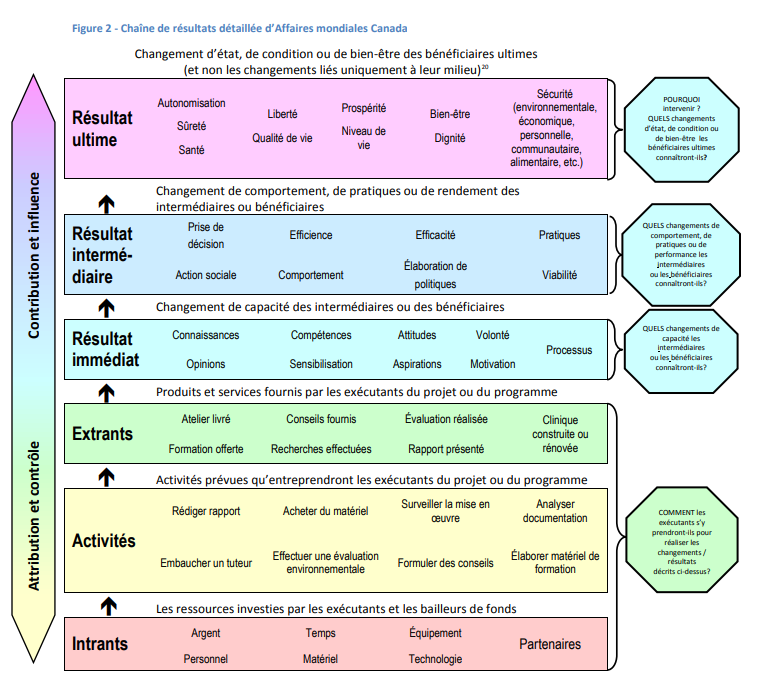 Figure 2 - Chaîne de résultats détaillée d'Affaires mondiales Canada
Changement d'état, de condition ou de bien-être des bénéficiaires ultimes
(et non les changements liés uniquement à leur milieu)20
Contribution et influence
Attribution et contrôle
Résultat
ultime
Autonomisation
Sûreté
Santé
Liberté
Qualité de vie
Prospérité
Niveau de
vie
Bien-être
Dignité
Sécurité
(environnementale,
économique,
personnelle,
communautaire,
alimentaire, etc.)
POURQUOI
intervenir ?
QUELS changements
d'état, de condition ou
de bien-être les
bénéficiaires ultimes
connaîtront-ils?
Changement de comportement, de pratiques ou de rendement des
intermédiaires ou bénéficiaires
Résultat
intermé-
diaire
Prise de
décision
Efficience
Efficacité
Pratiques
Action sociale
Comportement
Élaboration de
politiques
Viabilité
QUELS changements de
comportement, de
pratiques ou de
performance les
intermédiaires
ou les bénéficiaires
connaîtront-ils?
Changement de capacité des intermédiaires ou des bénéficiaires
Résultat
immédiat
Connaissances
Compétences
Attitudes
Volonté
Processus
Opinions
Sensibilisation
Aspirations
Motivation
QUELS changements de
capacité les
intermédiaires
ou les bénéficiaires
connaîtront-ils?
Produits et services fournis par les exécutants du projet ou du programme
Extrants
Atelier livré
Conseils fournis
Évaluation réalisée
Clinique
construite ou
rénovée
Formation offerte
Recherches effectuées
Rapport présenté
Activités prévues qu'entreprendront les exécutants du projet ou du programme
Activités
Rédiger rapport
Acheter du matériel
Surveiller la mise en
œuvre
Analyser
documentation
Embaucher un tuteur
Effectuer une évaluation
environnementale
Formuler des conseils
Élaborer matériel de
formation
COMMENT les
exécutants s'y
prendront-ils pour
réaliser les
changements /
résultats
décrits ci-dessus?
Les ressources investies par les exécutants et les bailleurs de fonds
Intrants
Argent
Temps
Équipement
Partenaires
Personnel
Matériel
Technologie